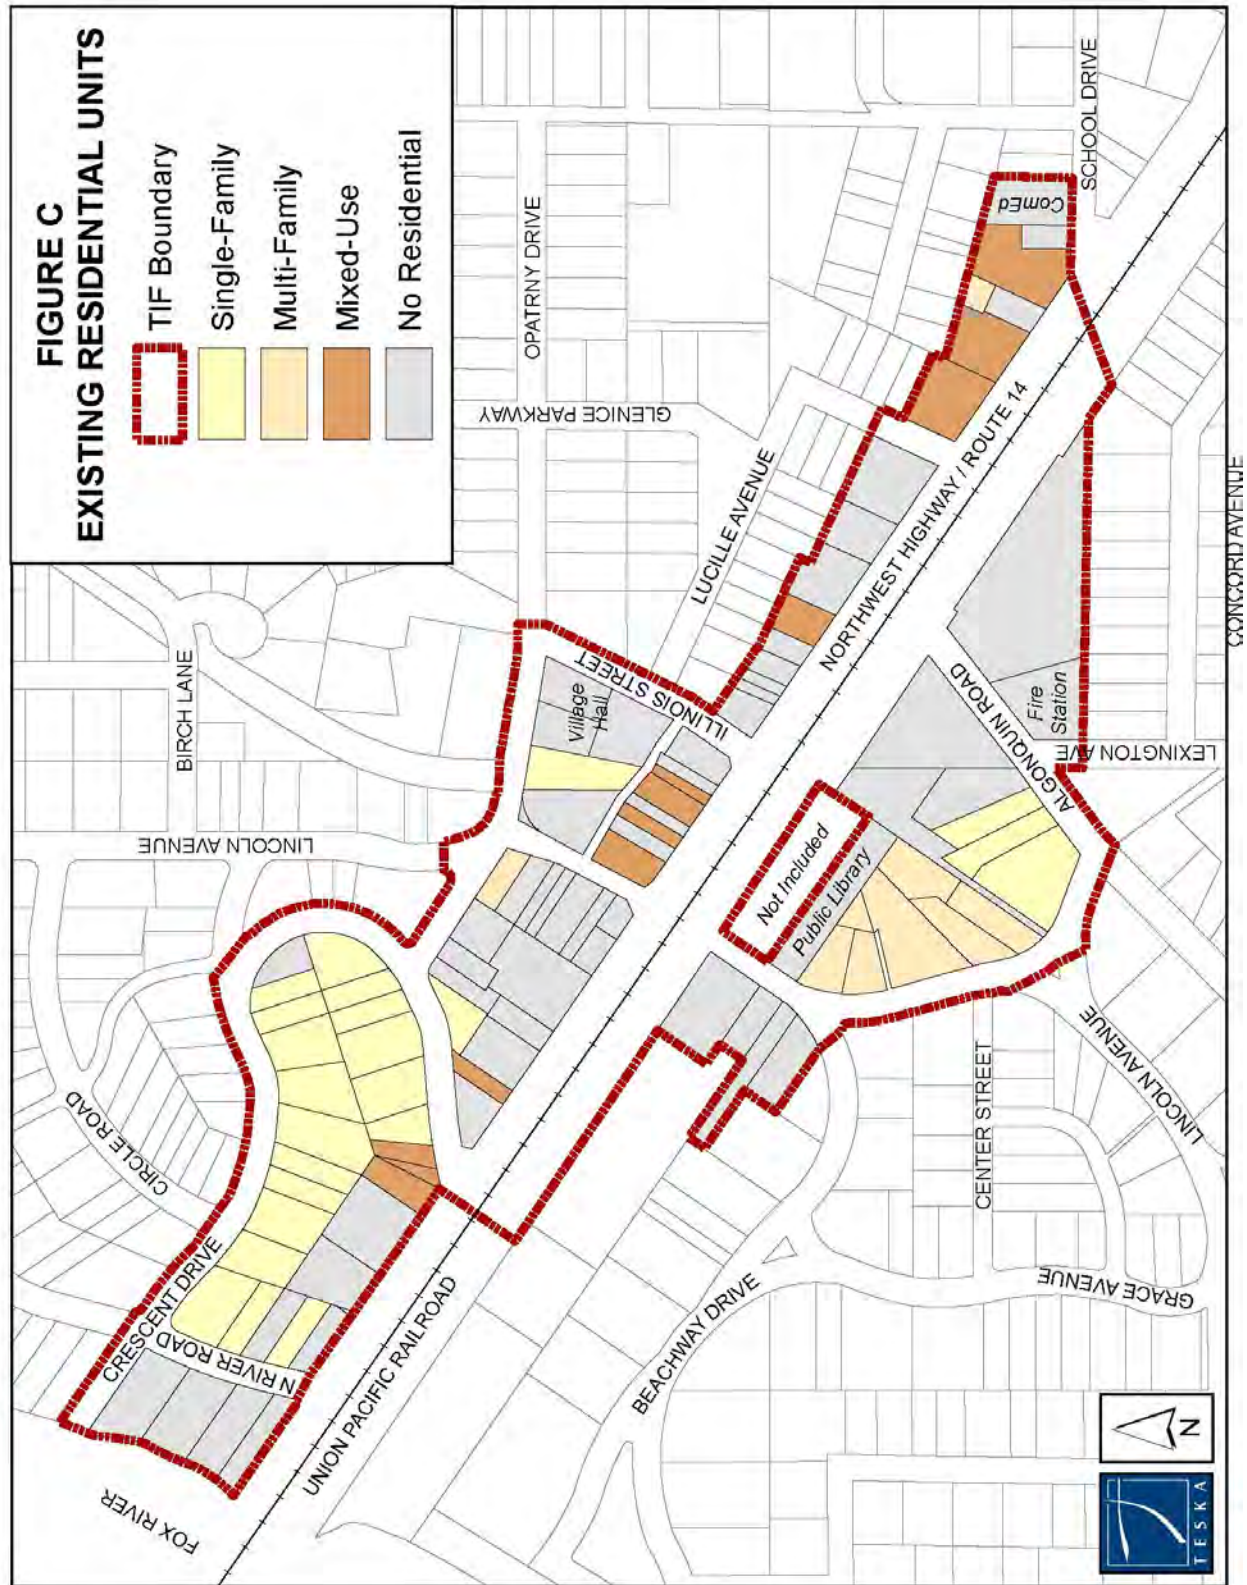 FIGURE C
EXISTING RESIDENTIAL UNITS
TIF Boundary
Single-Family
Multi-Family
Mixed-Use
No Residential
SCHOOL DRIVE
OPATRNY DRIVE
GLENICE PARKWAY
ComEd
LUCILLE AVENUE
NORTHWEST HIGHWAY / ROUTE 14
CONCORD AVENUE
BIRCH LANE
ILLINOIS STREET
Village
Hall
Fire
Station
ALGONQUIN ROAD
LEXINGTON AVE
LINCOLN AVENUE
Not Included
Public Library
CIRCLE ROAD
CENTER STREET
LINCOLN AVENUE
CRESCENT DRIVE
N RIVER ROAD
UNION PACIFIC RAILROAD
BEACHWAY DRIVE
GRACE AVENUE
FOX RIVER
N
TESKA